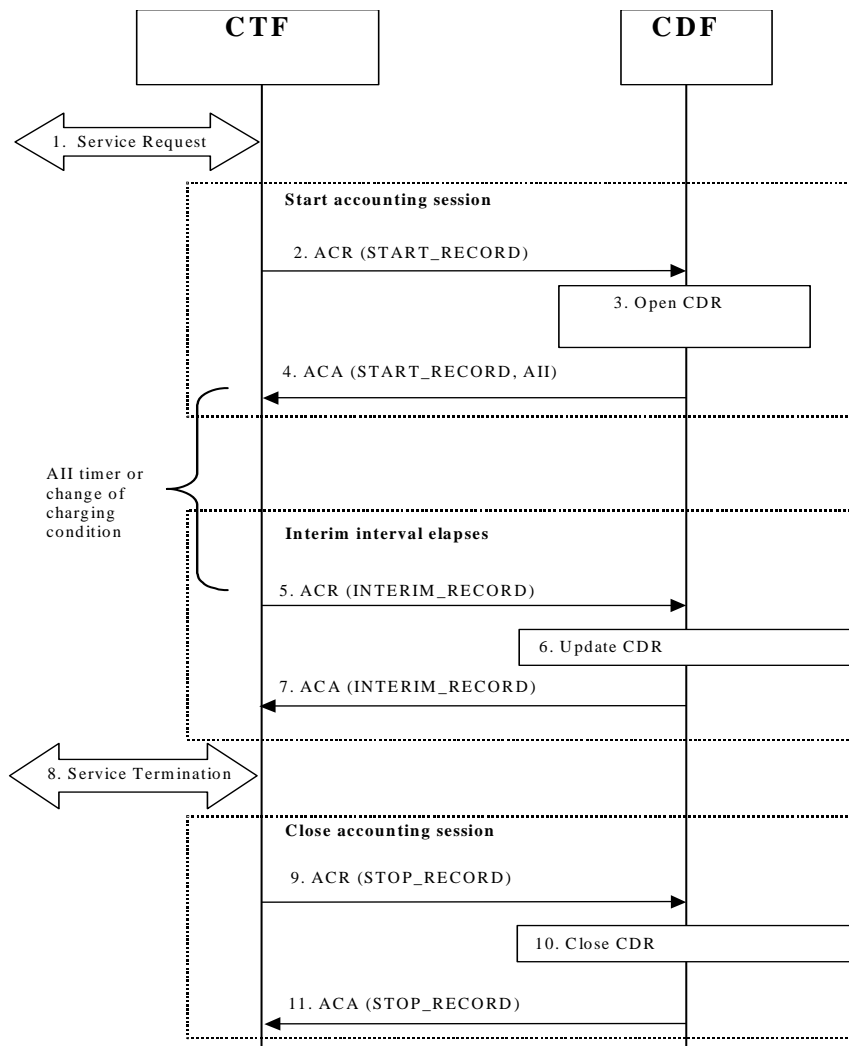 CTF
CDF
1. Service Request
Start accounting session
2. ACR (START_RECORD)
3. Open CDR
4. ACA (START_RECORD, AII)
AII timer or
change of
charging
condition
Interim interval elapses
5. ACR (INTERIM_RECORD)
6. Update CDR
7. ACA (INTERIM_RECORD)
8. Service Termination
Close accounting session
9. ACR (STOP_RECORD)
10. Close CDR
11. ACA (STOP_RECORD)